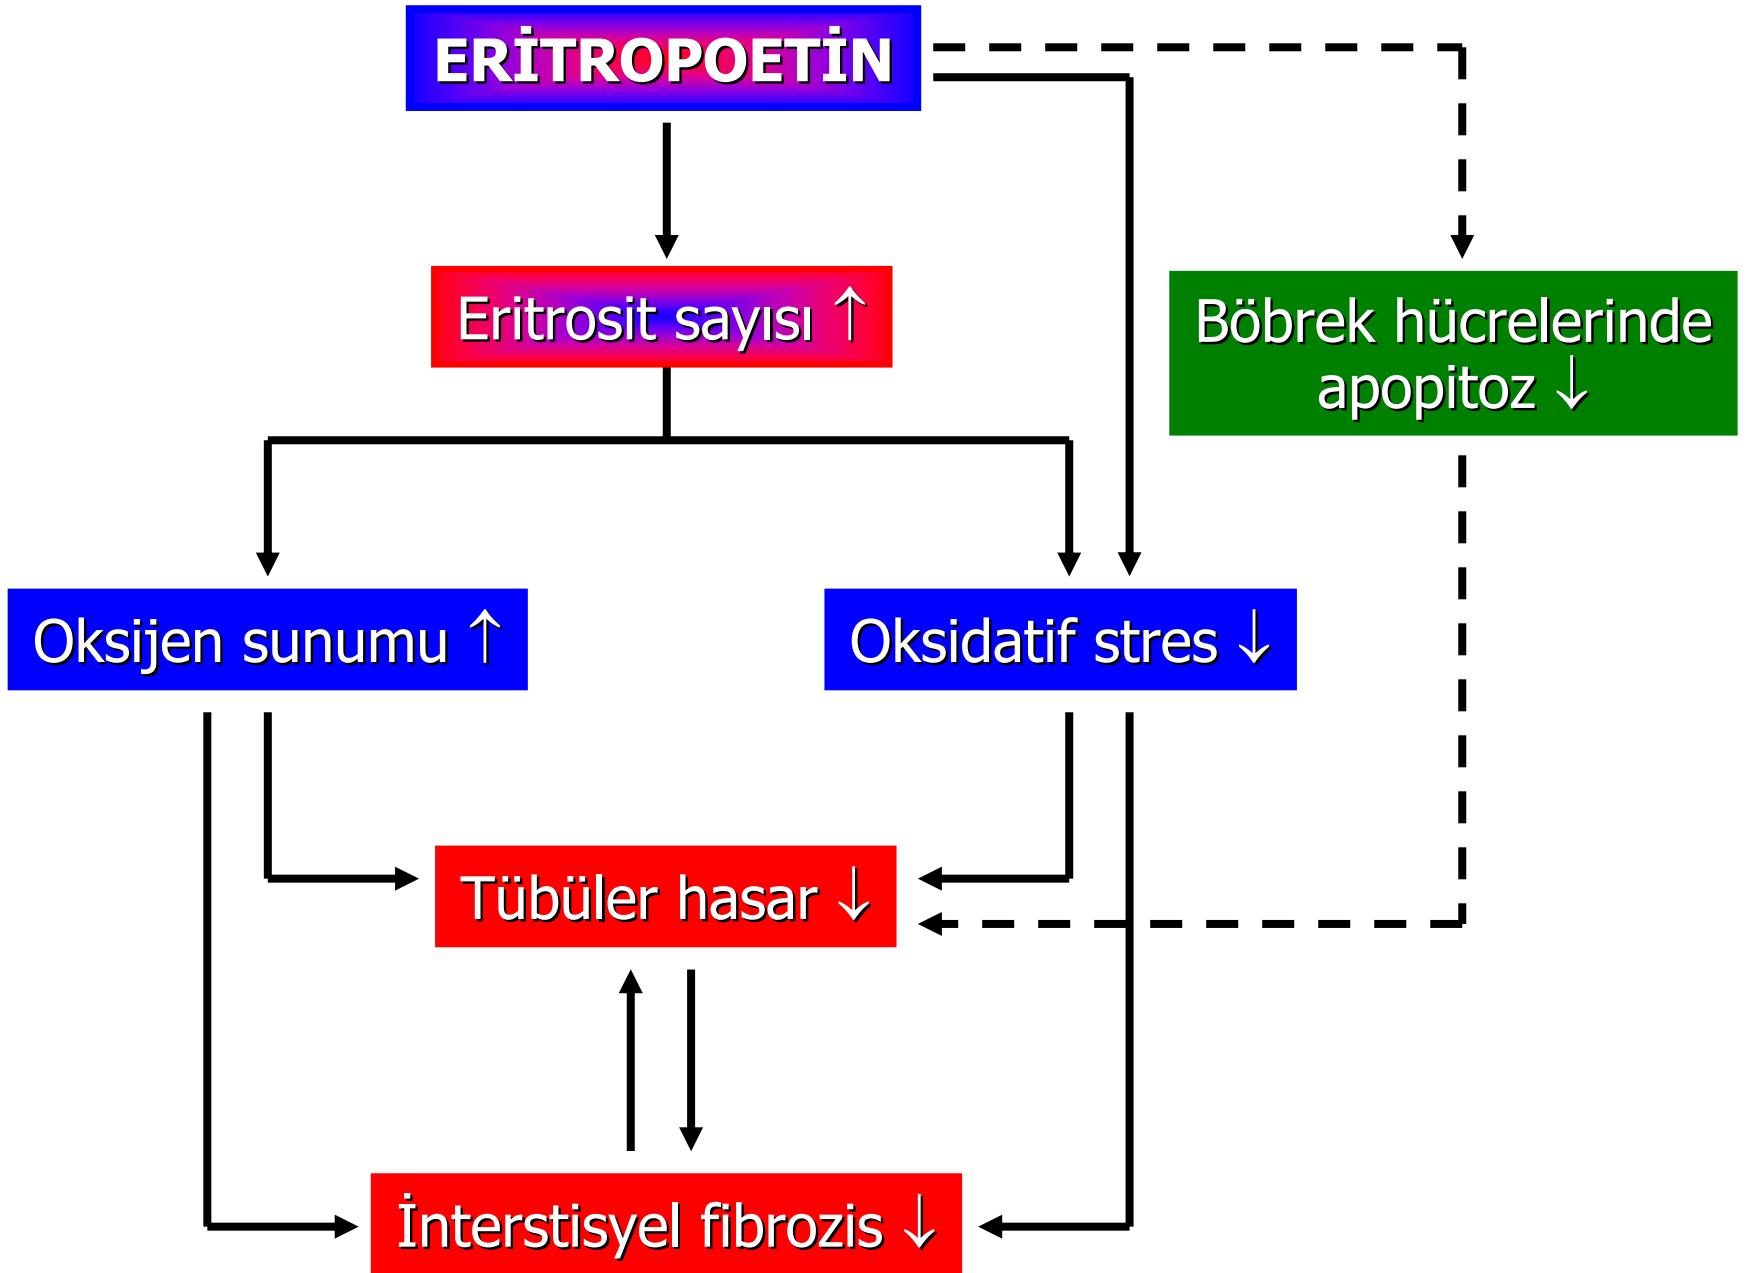 ERİTROPOETİN
Eritrosit sayısı ↑
Böbrek hücrelerinde
apopitoz ↓
Oksijen sunumu ↑
Oksidatif stres ↓
Tübüler hasar ↓
İnterstisyel fibrozis ↓